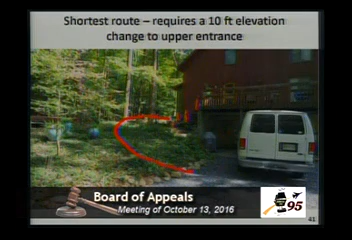 Shortest route – requires a 10 ft elevation
change to upper entrance
Board of Appeals
Meeting of October 13, 2016
95
41